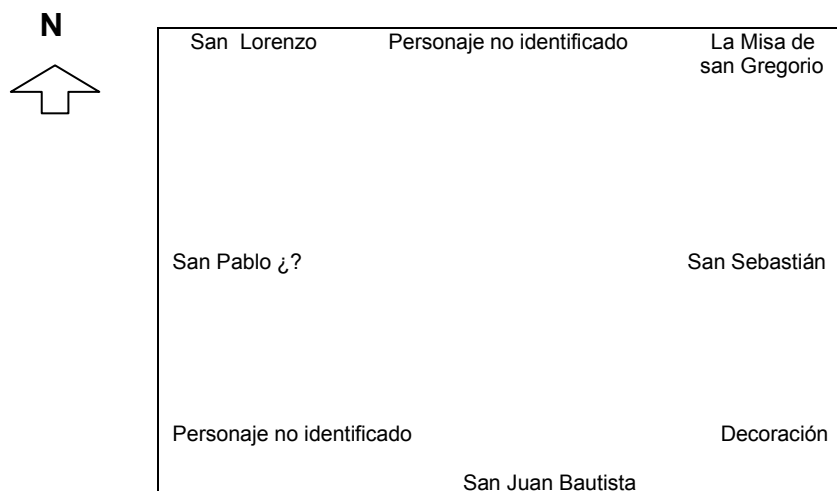 N
San Lorenzo Personaje no identificado La Misa de
san Gregorio
San Pablo ¿? San Sebastián
Personaje no identificado Decoración
San Juan Bautista